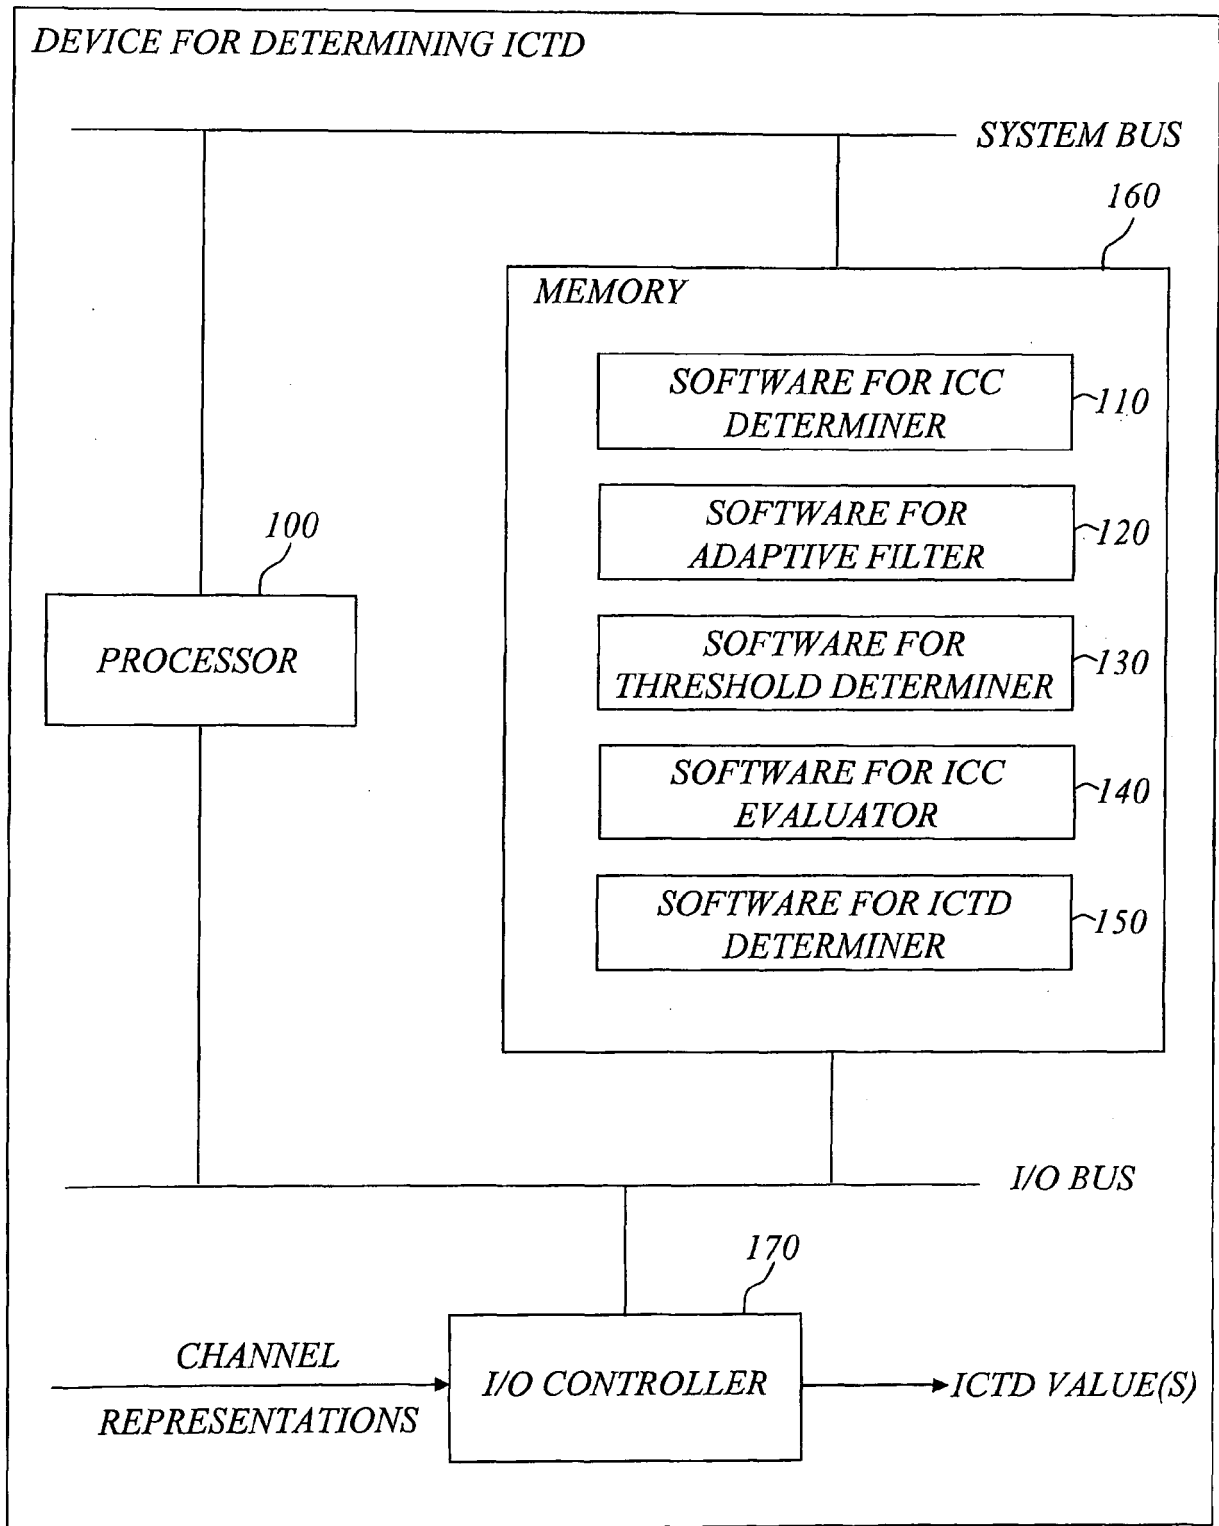 DEVICE FOR DETERMINING ICTD
SYSTEM BUS
160
MEMORY
SOFTWARE FOR ICC
DETERMINER
110
SOFTWARE FOR
ADAPTIVE FILTER
120
100
PROCESSOR
SOFTWARE FOR
THRESHOLD DETERMINER
130
SOFTWARE FOR ICC
EVALUATOR
140
SOFTWARE FOR ICTD
DETERMINER
150
I/O BUS
170
CHANNEL
REPRESENTATIONS
I/O CONTROLLER
ICTD VALUE(S)